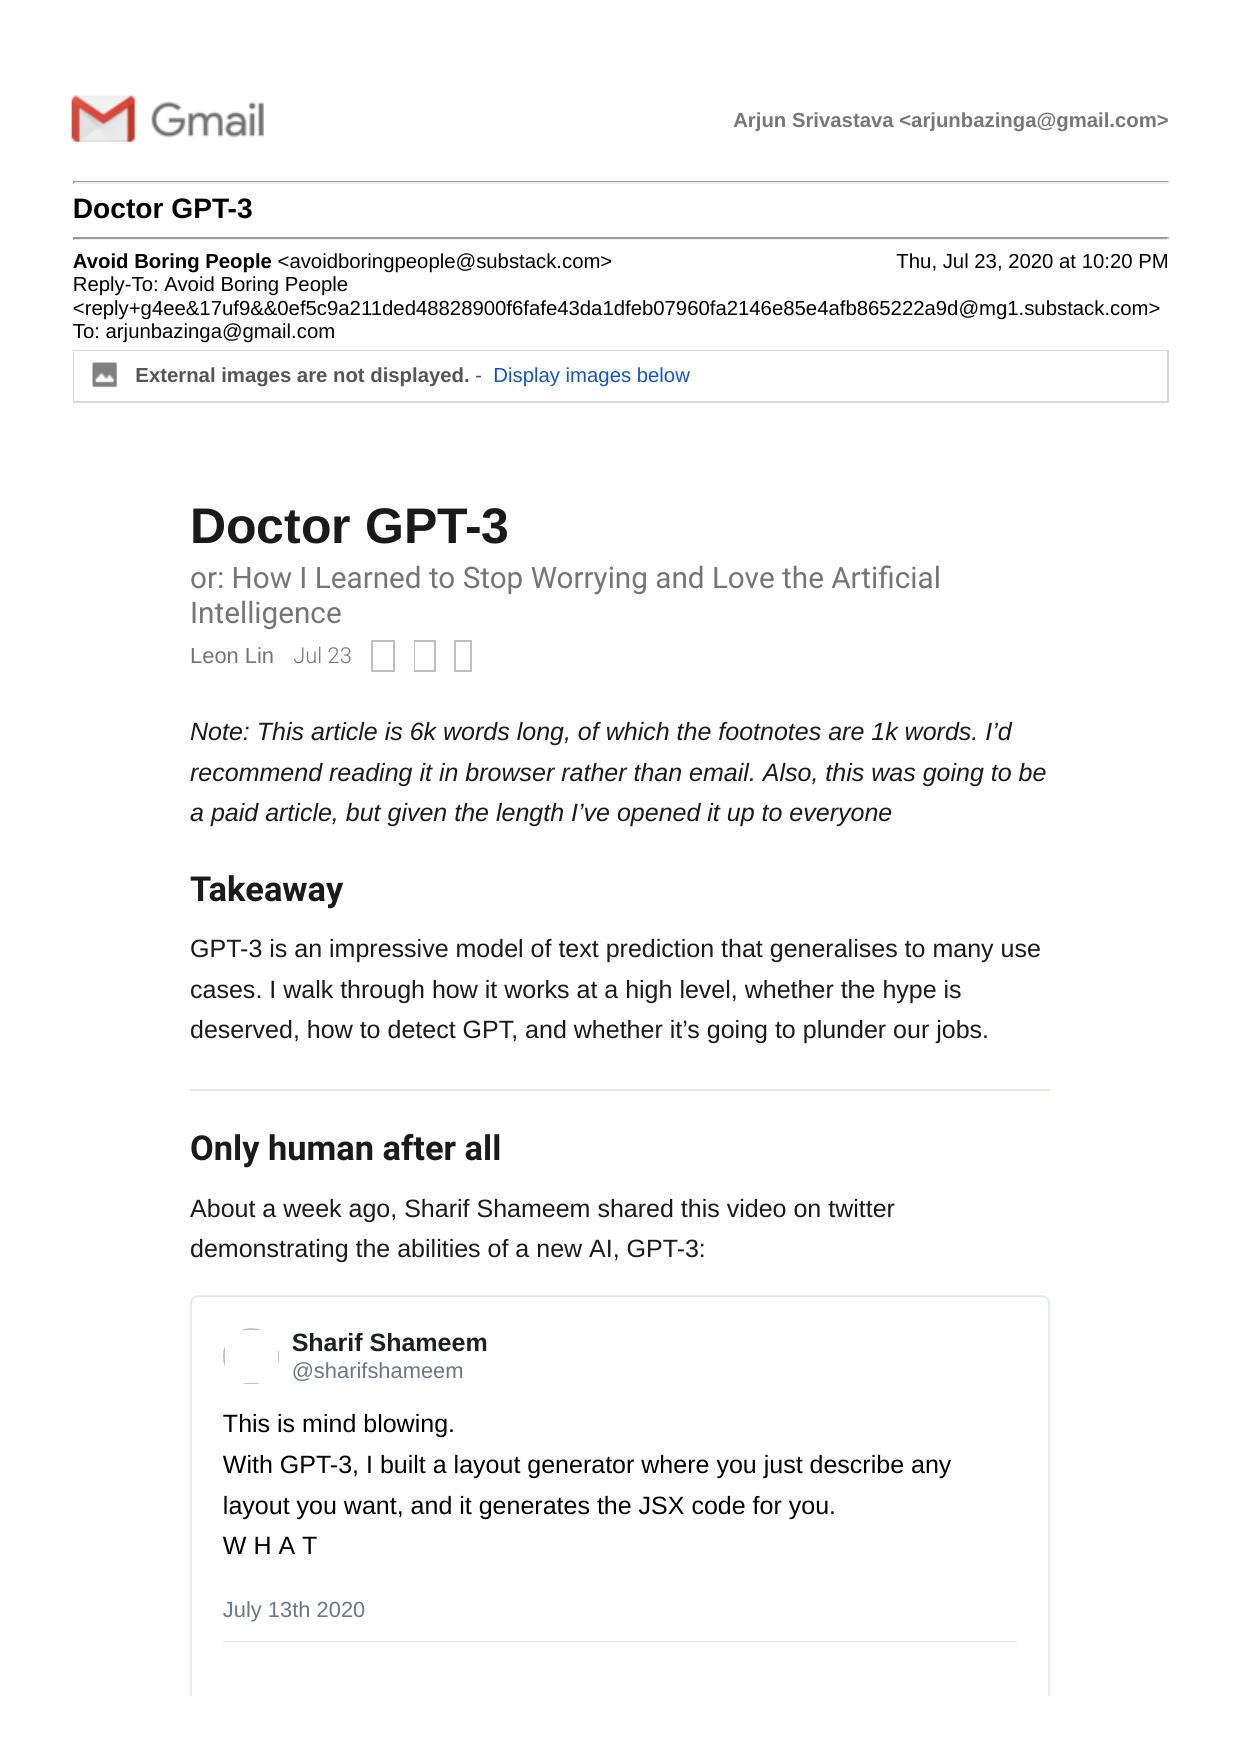 Gmail
Arjun Srivastava <arjunbazinga@gmail.com>
Doctor GPT-3
Avoid Boring People <avoidboringpeople@substack.com>
Thu, Jul 23, 2020 at 10:20 PM
Reply-To: Avoid Boring People
<reply+g4ee&17uf9&&0ef5c9a211ded48828900f6fafe43da1dfeb07960fa2146e85e4afb865222a9d@mg1.substack.com>
To: arjunbazinga@gmail.com
External images are not displayed. - Display images below
Doctor GPT-3
or: How I Learned to Stop Worrying and Love the Artificial
Intelligence
Leon Lin Jul 23
Note: This article is 6k words long, of which the footnotes are 1k words. I’d
recommend reading it in browser rather than email. Also, this was going to be
a paid article, but given the length I’ve opened it up to everyone
Takeaway
GPT-3 is an impressive model of text prediction that generalises to many use
cases. I walk through how it works at a high level, whether the hype is
deserved, how to detect GPT, and whether it’s going to plunder our jobs.
Only human after all
About a week ago, Sharif Shameem shared this video on twitter
demonstrating the abilities of a new AI, GPT-3:
Sharif Shameem
@sharifshameem
This is mind blowing.
With GPT-3, I built a layout generator where you just describe any
layout you want, and it generates the JSX code for you.
W H A T
July 13th 2020